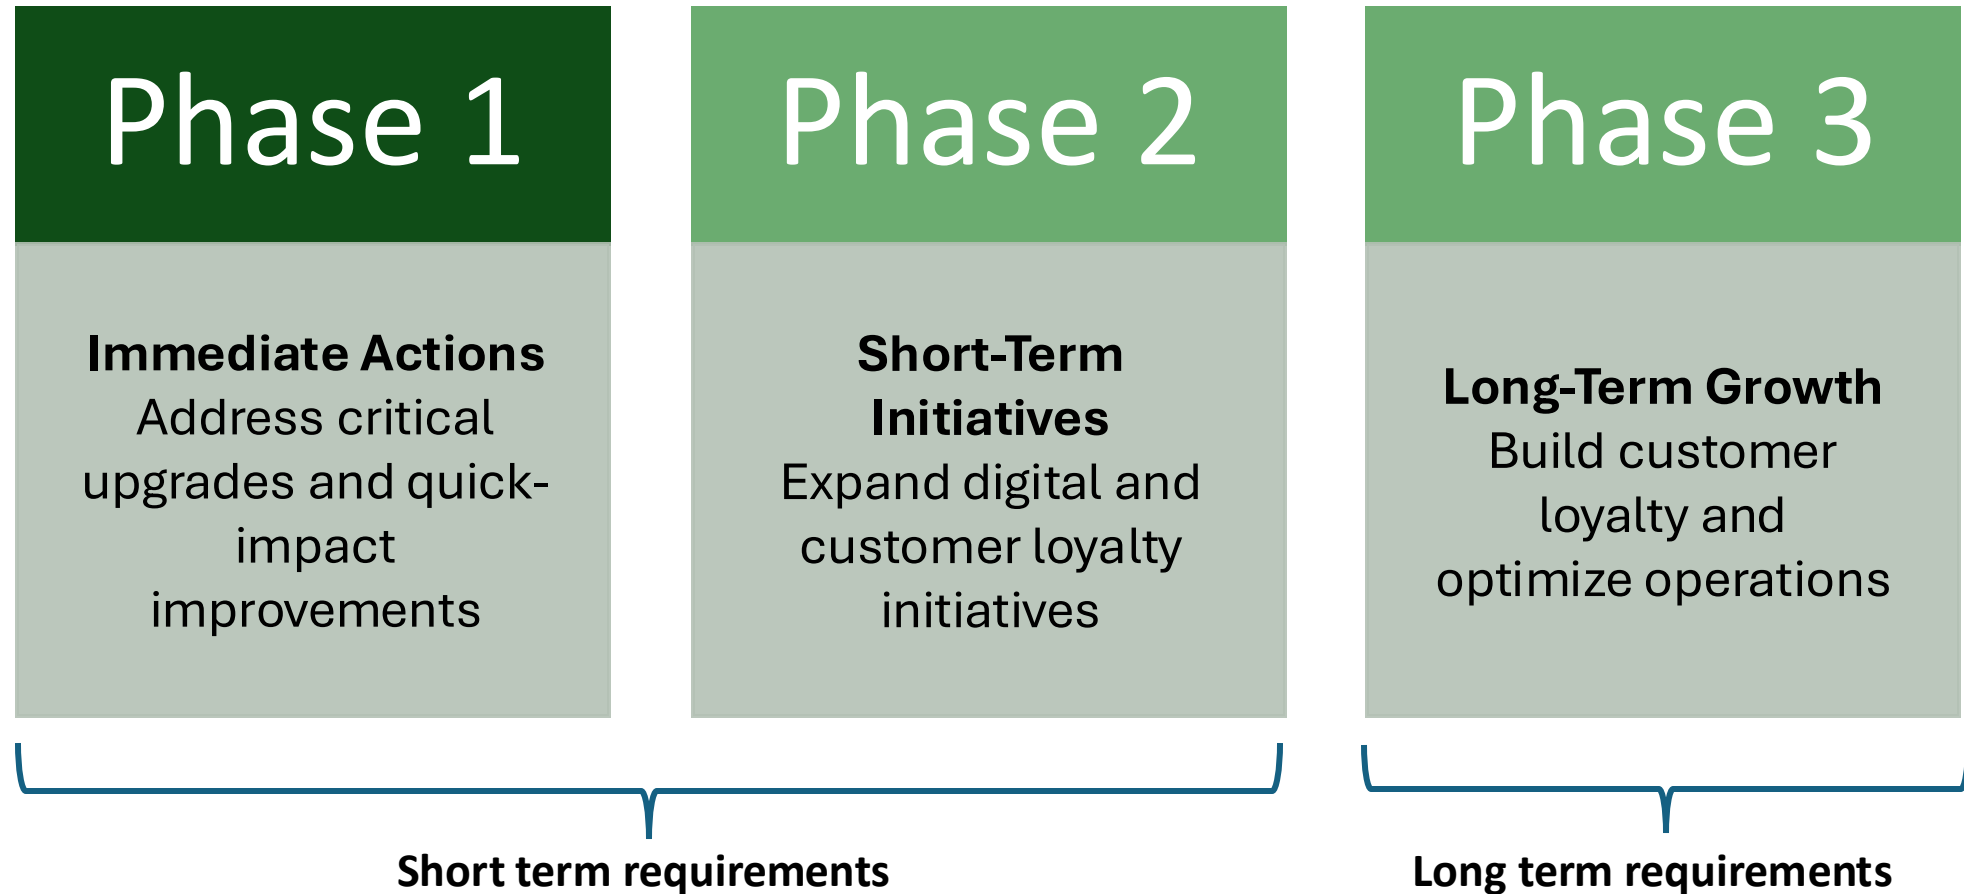 Phase 1
Immediate Actions
Address critical
upgrades and quick-
impact
improvements
Phase 2
Short-Term
Initiatives
Expand digital and
customer loyalty
initiatives
Phase 3
Long-Term Growth
Build customer
loyalty and
optimize operations
Short term requirements
Long term requirements